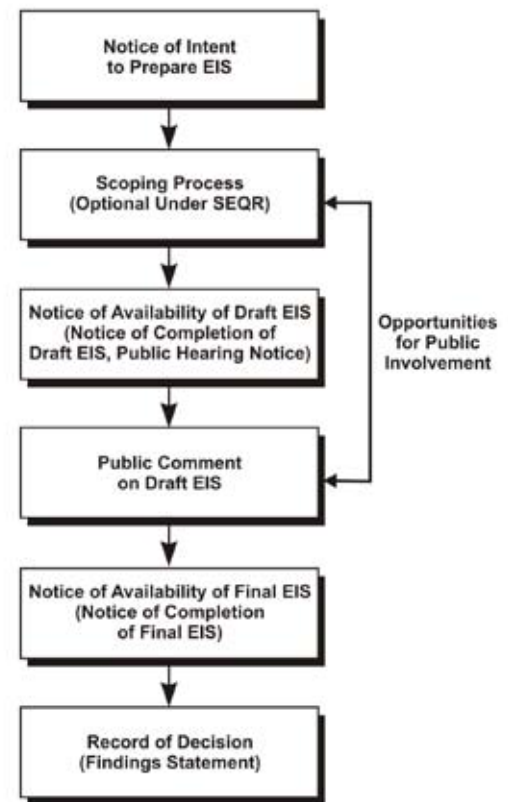 Notice of Intent
to Prepare EIS
Scoping Process
(Optional Under SEQR)
Notice of Availability of Draft EIS
(Notice of Completion of
Draft EIS, Public Hearing Notice)
Opportunities
for Public
Involvement
Public Comment
on Draft EIS
Notice of Availability of Final EIS
(Notice of Completion
of Final EIS)
Record of Decision
(Findings Statement)